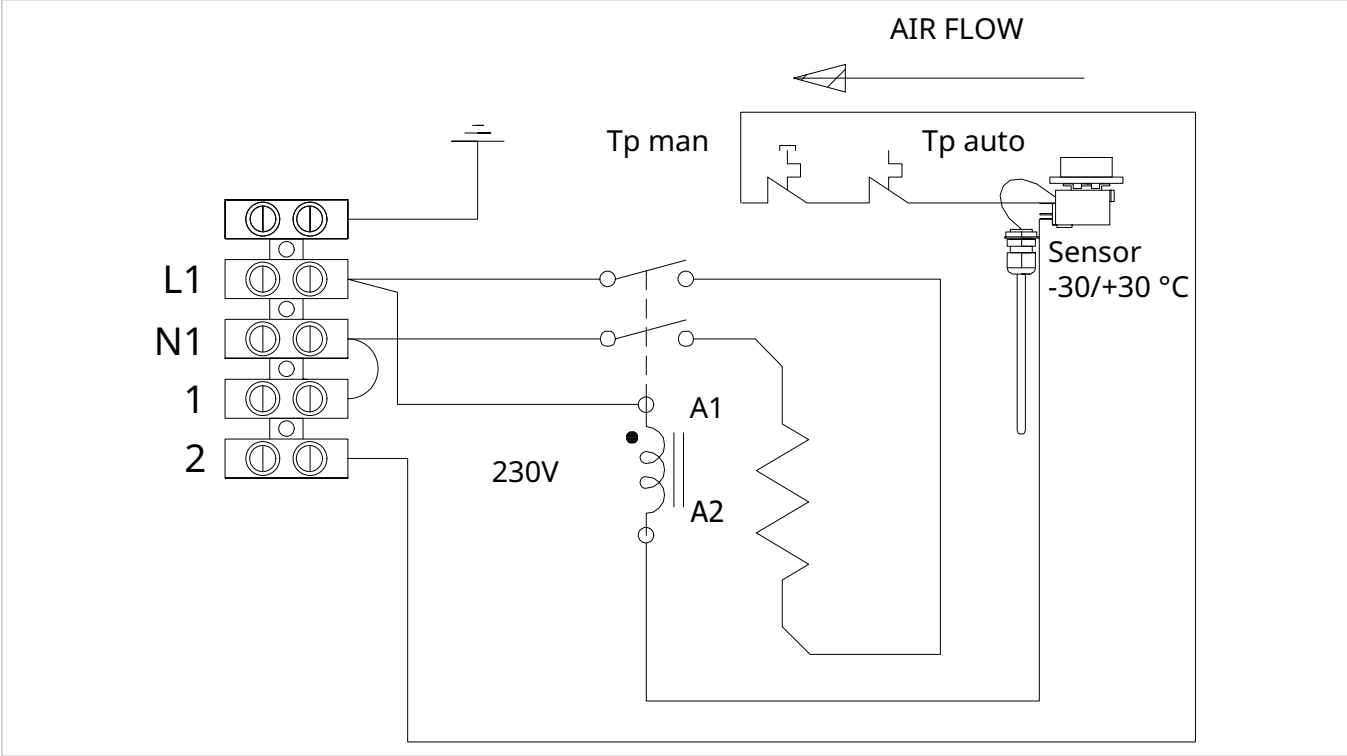 AIR FLOW
Tp man
Tp auto
Sensor
-30/+30 °C
L1
N1
1
2
A1
230V
A2